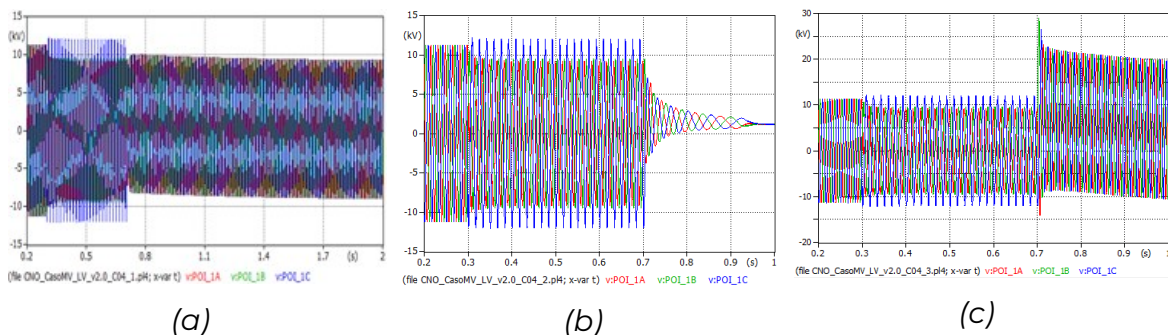 15
(kV)
10
5
0
-5
-10
-15
0.2 0.5 0.8 1.1 1.4 1.7 (s) 2
(file CNO_CasoMV_LV_v2.0_C04_1.pl4; x-var t) v:POI_1A v:POI_1B v:POI_1C
(a)
15
(kV)
10
5
0
-5
-10
-15
0.2 0.3 0.4 0.5 0.6 0.7 0.8 0.9 (s) 1
(file CNO_CasoMV_LV_v2.0_C04_2.pl4; x-var t) v:POI_1A v:POI_1B v:POI_1C
(b)
30
(kV)
20
10
0
-10
-20
0.2 0.3 0.4 0.5 0.6 0.7 0.8 0.9 (s) 1
(file CNO_CasoMV_LV_v2.0_C04_3.pl4; x-var t) v:POI_1A v:POI_1B v:POI_1C
(c)